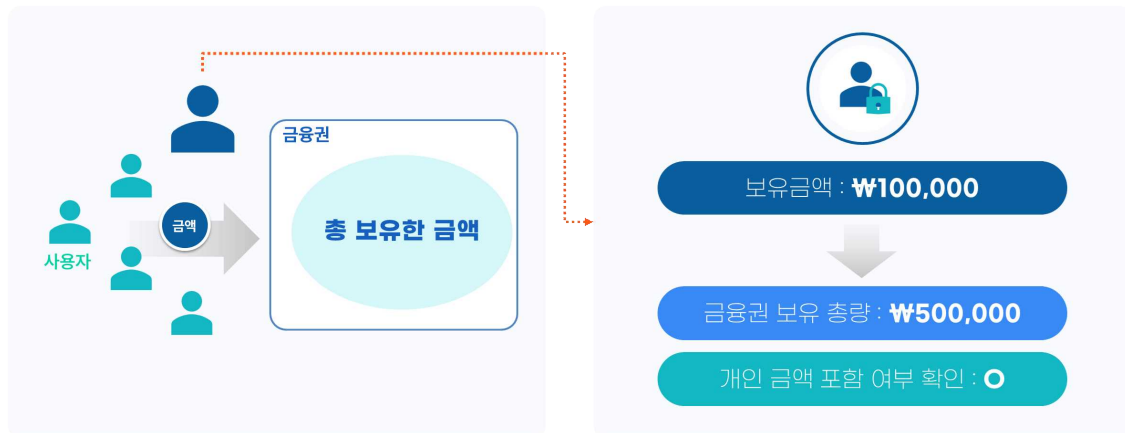 금융권
금액
총 보유한 금액
사용자
보유금액 : ₩100,000
금융권 보유 총량 : ₩500,000
개인 금액 포함 여부 확인 : O